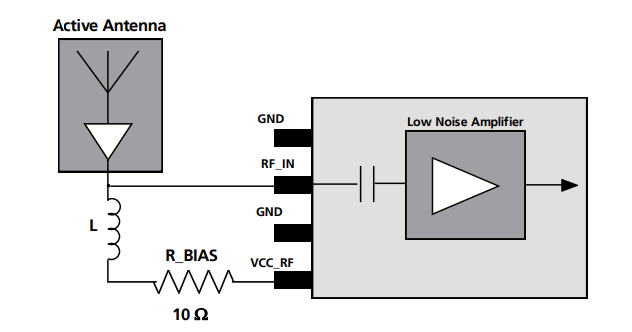 Active Antenna
GND
Low Noise Amplifier
RF_IN
GND
L
R_BIAS
VCC_RF
10 Ω